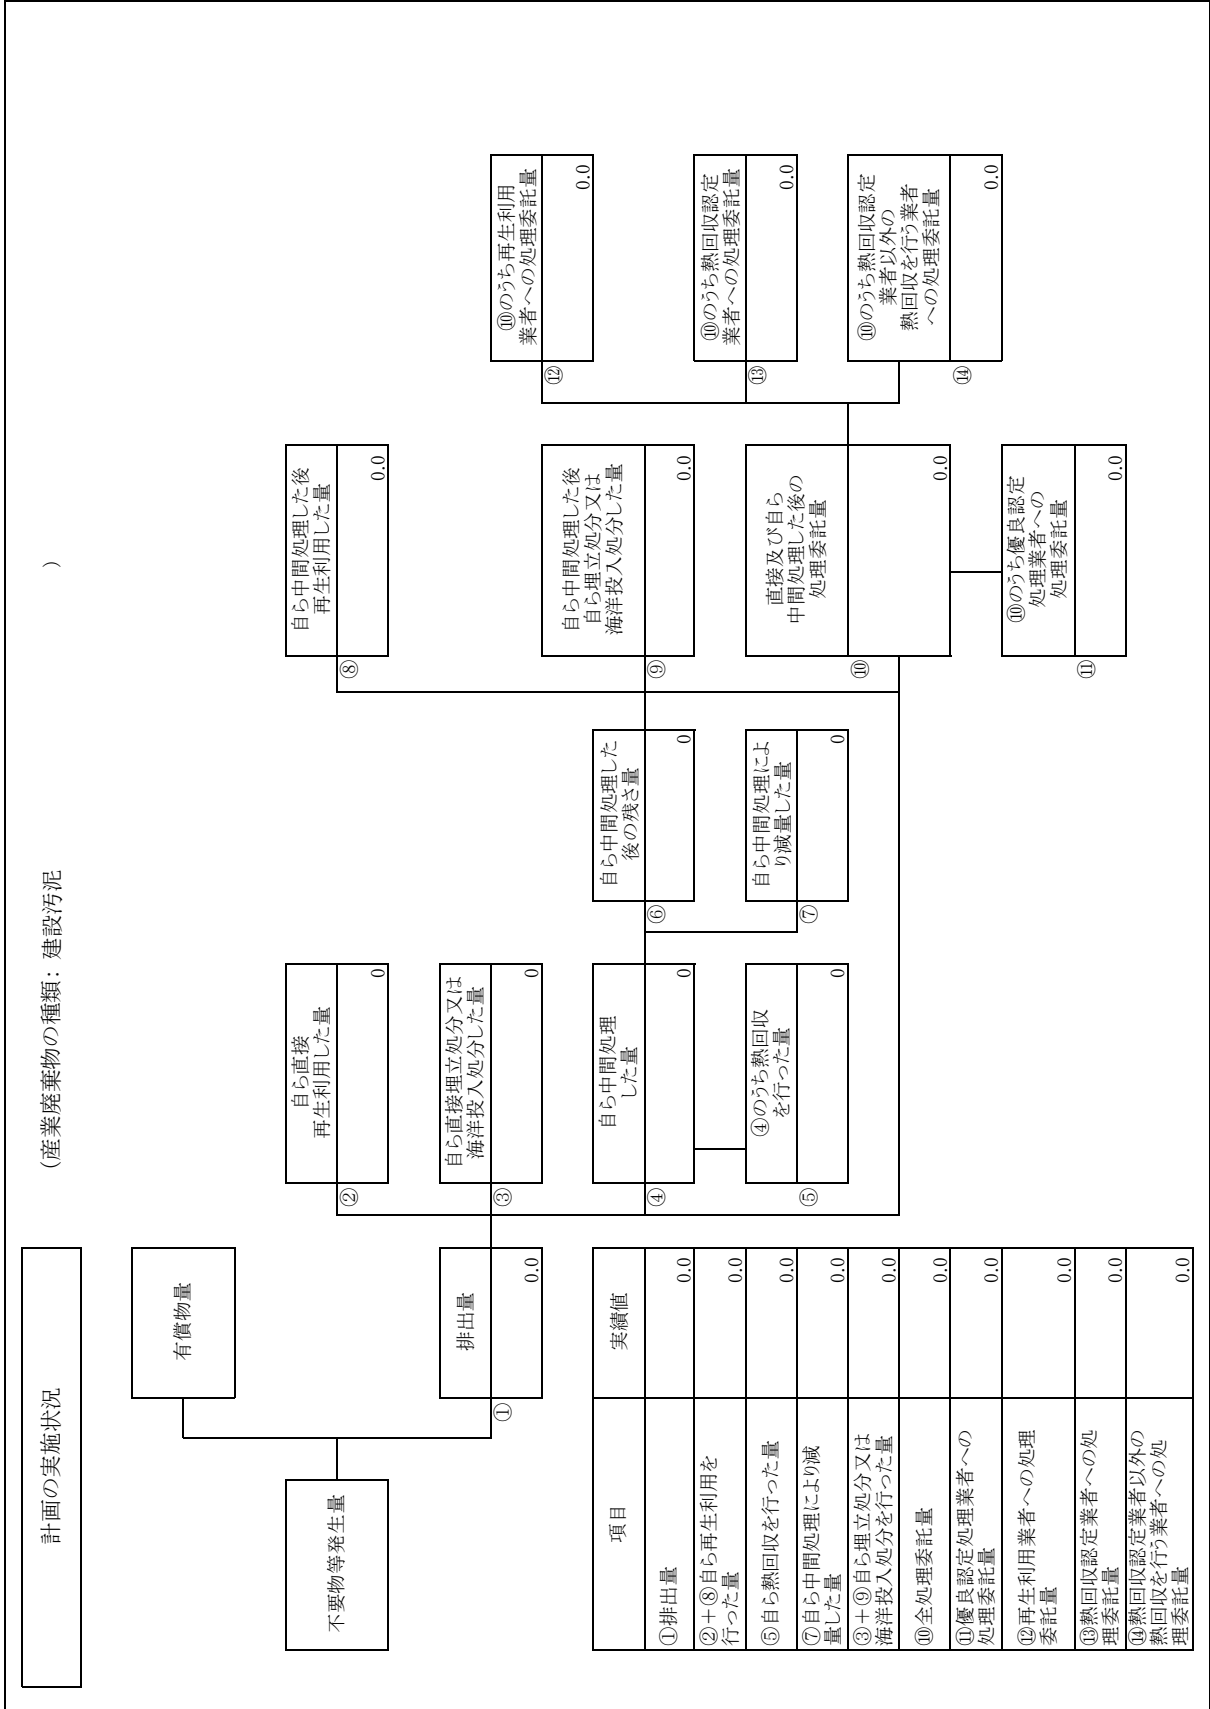 計画の実施状況
(産業廃棄物の種類：建設汚泥
)
不要物等発生量
有償物量
排出量
①
0.0
自ら直接
再生利用した量
②
0
自ら直接埋立処分又は
海洋投入処分した量
③
0
自ら中間処理
した量
④
0
④のうち熱回収
を行った量
⑤
0
自ら中間処理した
後の残さ量
⑥
0
自ら中間処理によ
り減量した量
⑦
0
自ら中間処理した後
再生利用した量
⑧
0.0
自ら中間処理した後
自ら埋立処分又は
海洋投入処分した量
⑨
0.0
直接及び自ら
中間処理した後の
処理委託量
⑩
0.0
⑩のうち優良認定
処理業者への
処理委託量
⑪
0.0
⑩のうち再生利用
業者への処理委託量
⑫
0.0
⑩のうち熱回収認定
業者への処理委託量
⑬
0.0
⑩のうち熱回収認定
業者以外の
熱回収を行う業者
への処理委託量
⑭
0.0
項目
実績値
①排出量
0.0
②＋⑧自ら再生利用を
行った量
0.0
⑤自ら熱回収を行った量
0.0
⑦自ら中間処理により減
量した量
0.0
③＋⑨自ら埋立処分又は
海洋投入処分を行った量
0.0
⑩全処理委託量
0.0
⑪優良認定処理業者への
処理委託量
0.0
⑫再生利用業者への処理
委託量
0.0
⑬熱回収認定業者への処
理委託量
0.0
⑭熱回収認定業者以外の
熱回収を行う業者への処
理委託量
0.0